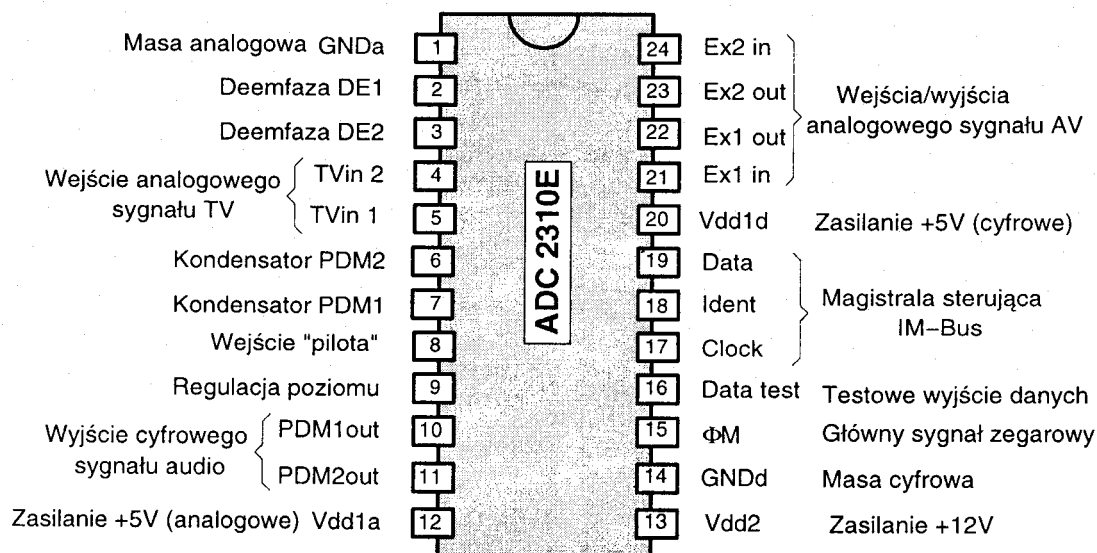 Masa analogowa GNDa 1
Deemfaza DE1 2
Deemfaza DE2 3
Wejście analogowego
sygnału TV
TVin 2 4
TVin 1 5
Kondensator PDM2 6
Kondensator PDM1 7
Wejście "pilota" 8
Regulacja poziomu 9
Wyjście cyfrowego
sygnału audio
PDM1out 10
PDM2out 11
Zasilanie +5V (analogowe) Vdd1a 12
ADC 2310E
24 Ex2 in
23 Ex2 out
22 Ex1 out
21 Ex1 in
Wejścia/wyjścia
analogowego sygnału AV
20 Vdd1d Zasilanie +5V (cyfrowe)
19 Data
18 Ident
17 Clock
Magistrala sterująca
IM–Bus
16 Data test Testowe wyjście danych
15 ΦM Główny sygnał zegarowy
14 GNDd Masa cyfrowa
13 Vdd2 Zasilanie +12V